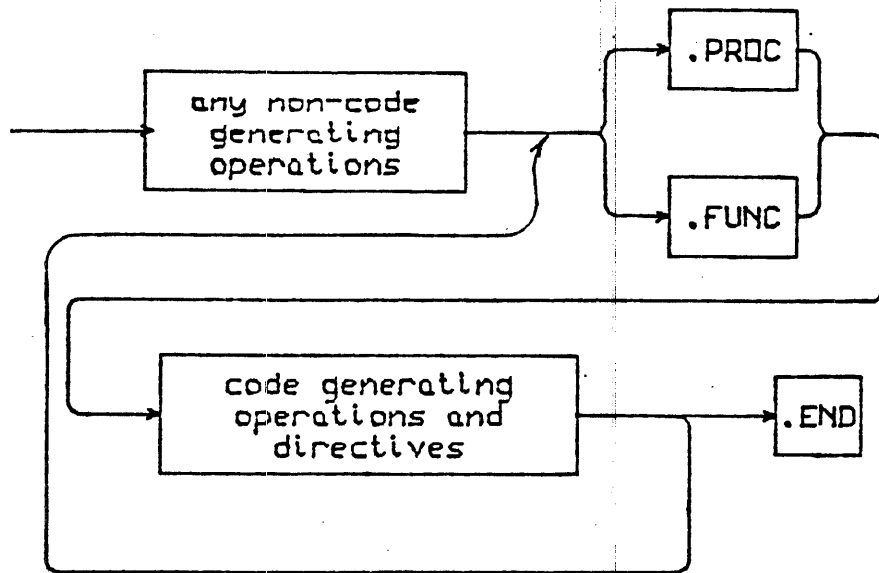 .PROC
any non-code
generating
operations
.FUNC
code generating
operations and
directives
.END